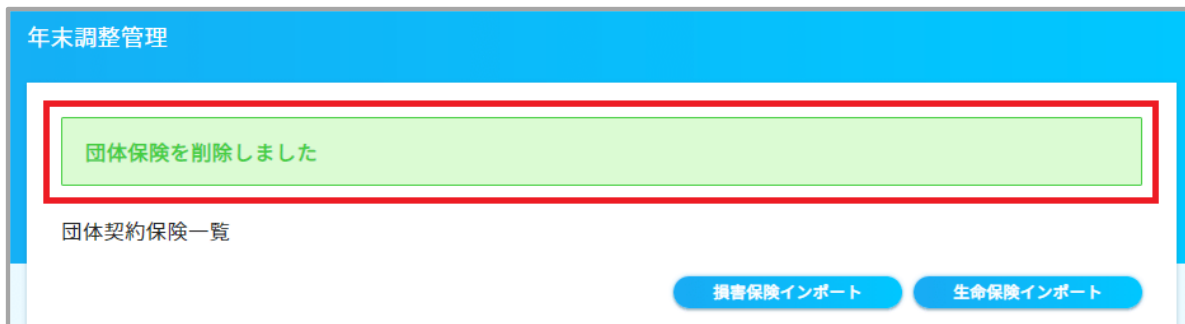 年末調整管理
団体保険を削除しました
団体契約保険一覧
損害保険インポート 生命保険インポート